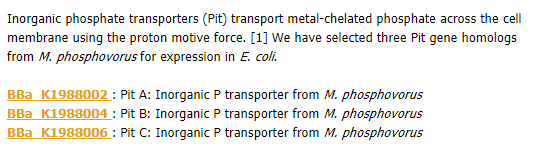 Inorganic phosphate transporters (Pit) transport metal-chelated phosphate across the cell
membrane using the proton motive force. [1] We have selected three Pit gene homologs
from M. phosphovorus for expression in E. coli.
BBa_K1988002 : Pit A: Inorganic P transporter from M. phosphovorus
BBa_K1988004 : Pit B: Inorganic P transporter from M. phosphovorus
BBa_K1988006 : Pit C: Inorganic P transporter from M. phosphovorus